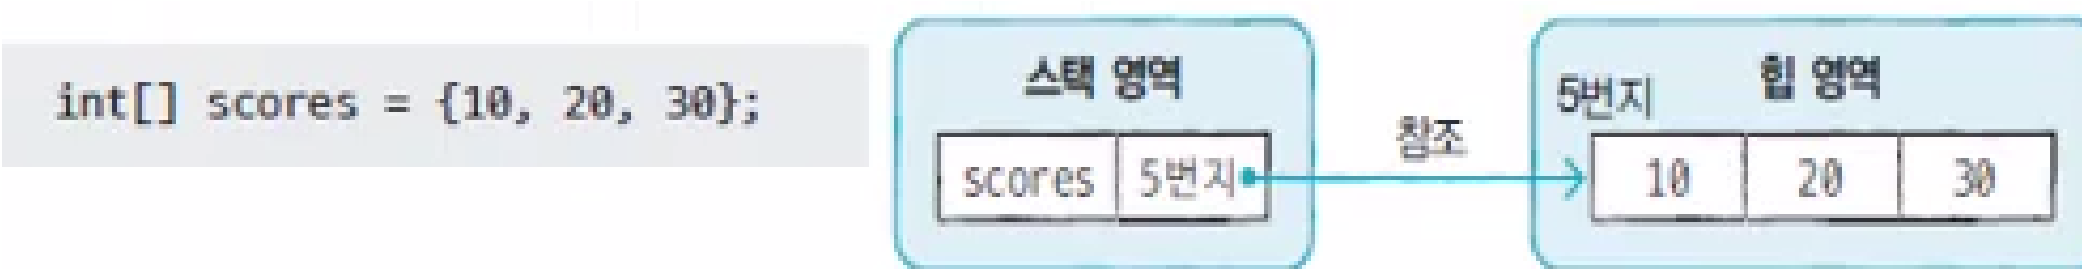 int[] scores = {10, 20, 30};
스택 영역
scores 5번지
참조
5번지
힙 영역
10 20 30